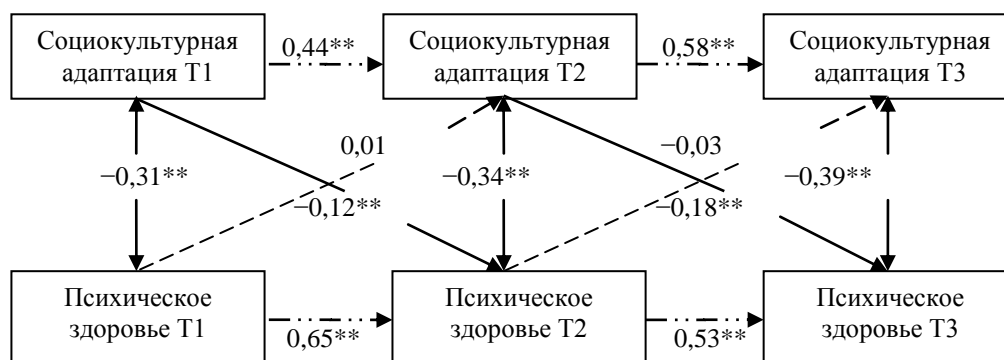 Социокультурная
адаптация Т1
0,44**
Социокультурная
адаптация Т2
0,58**
Социокультурная
адаптация Т3
0,01
−0,03
−0,31**
−0,34**
−0,39**
−0,12**
−0,18**
Психическое
здоровье Т1
0,65**
Психическое
здоровье Т2
0,53**
Психическое
здоровье Т3